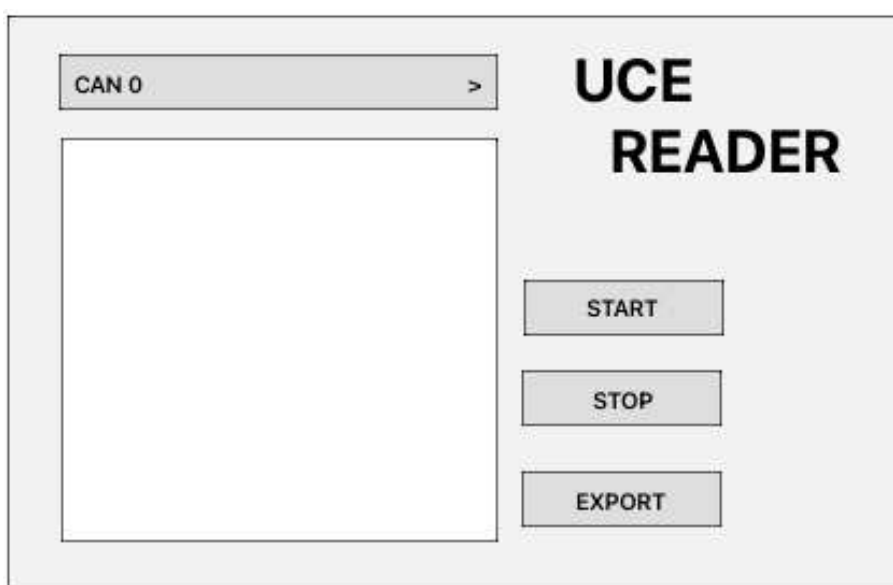 CAN 0 >
UCE
READER
START
STOP
EXPORT